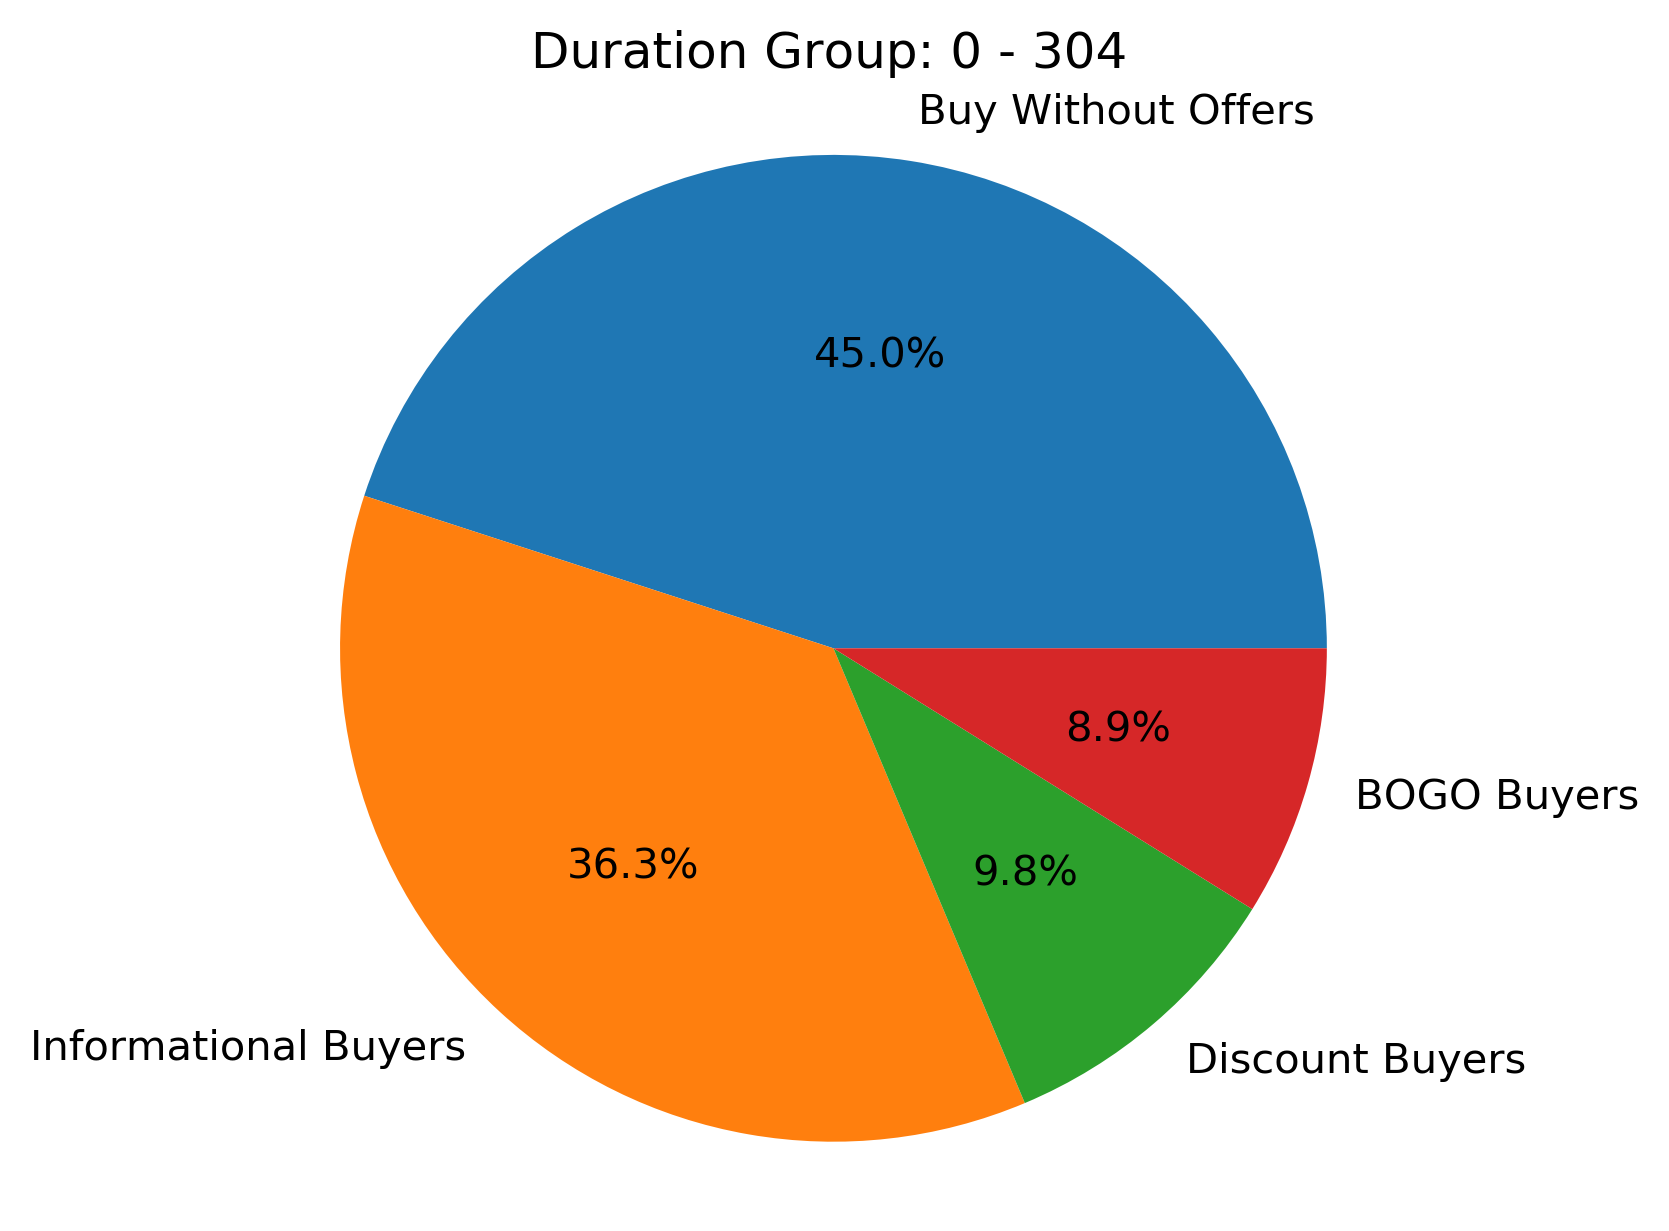 Duration Group: 0 - 304
Buy Without Offers
45.0%
8.9%
BOGO Buyers
36.3%
9.8%
Informational Buyers
Discount Buyers